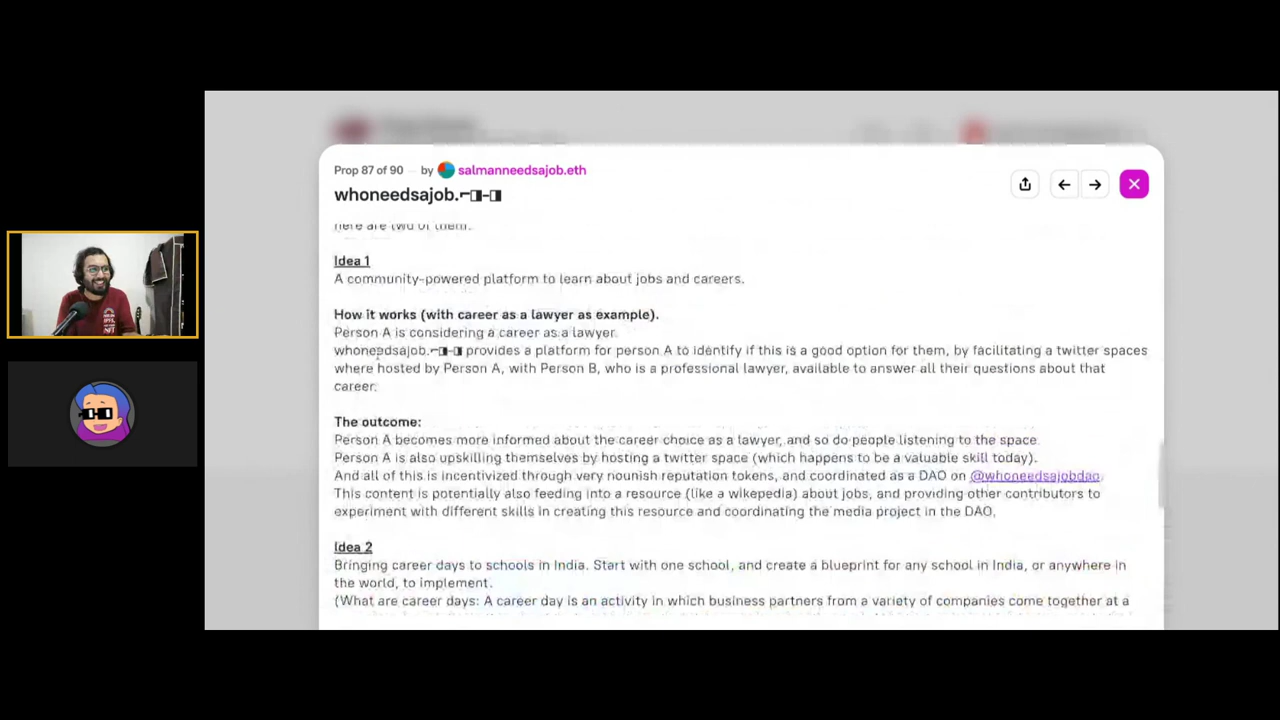 Prop 87 of 90 — by salmanneedsajob.eth
whoneedsajob.⌐◨-◨
here are two of them.
Idea 1
A community-powered platform to learn about jobs and careers.
How it works (with career as a lawyer as example).
Person A is considering a career as a lawyer
whoneedsajob.⌐◨-◨ provides a platform for person A to identify if this is a good option for them, by facilitating a twitter spaces
where hosted by Person A, with Person B, who is a professional lawyer, available to answer all their questions about that
career.
The outcome:
Person A becomes more informed about the career choice as a lawyer, and so do people listening to the space.
Person A is also upskilling themselves by hosting a twitter space (which happens to be a valuable skill today).
And all of this is incentivized through very nounish reputation tokens, and coordinated as a DAO on @whoneedsajobdao.
This content is potentially also feeding into a resource (like a wikepedia) about jobs, and providing other contributors to
experiment with different skills in creating this resource and coordinating the media project in the DAO.
Idea 2
Bringing career days to schools in India. Start with one school, and create a blueprint for any school in India, or anywhere in
the world, to implement.
(What are career days: A career day is an activity in which business partners from a variety of companies come together at a